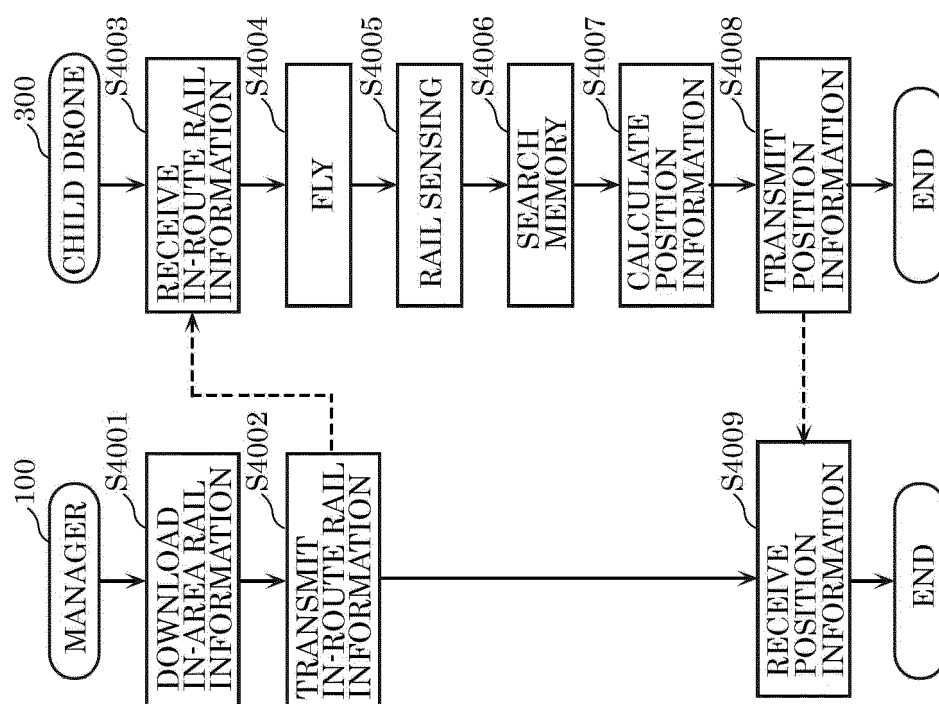 100
MANAGER
S4001
DOWNLOAD
IN-AREA RAIL
INFORMATION
S4002
TRANSMIT
IN-ROUTE RAIL
INFORMATION
S4009
RECEIVE
POSITION
INFORMATION
END
300
CHILD DRONE
S4003
RECEIVE
IN-ROUTE RAIL
INFORMATION
S4004
FLY
S4005
RAIL SENSING
S4006
SEARCH
MEMORY
S4007
CALCULATE
POSITION
INFORMATION
S4008
TRANSMIT
POSITION
INFORMATION
END